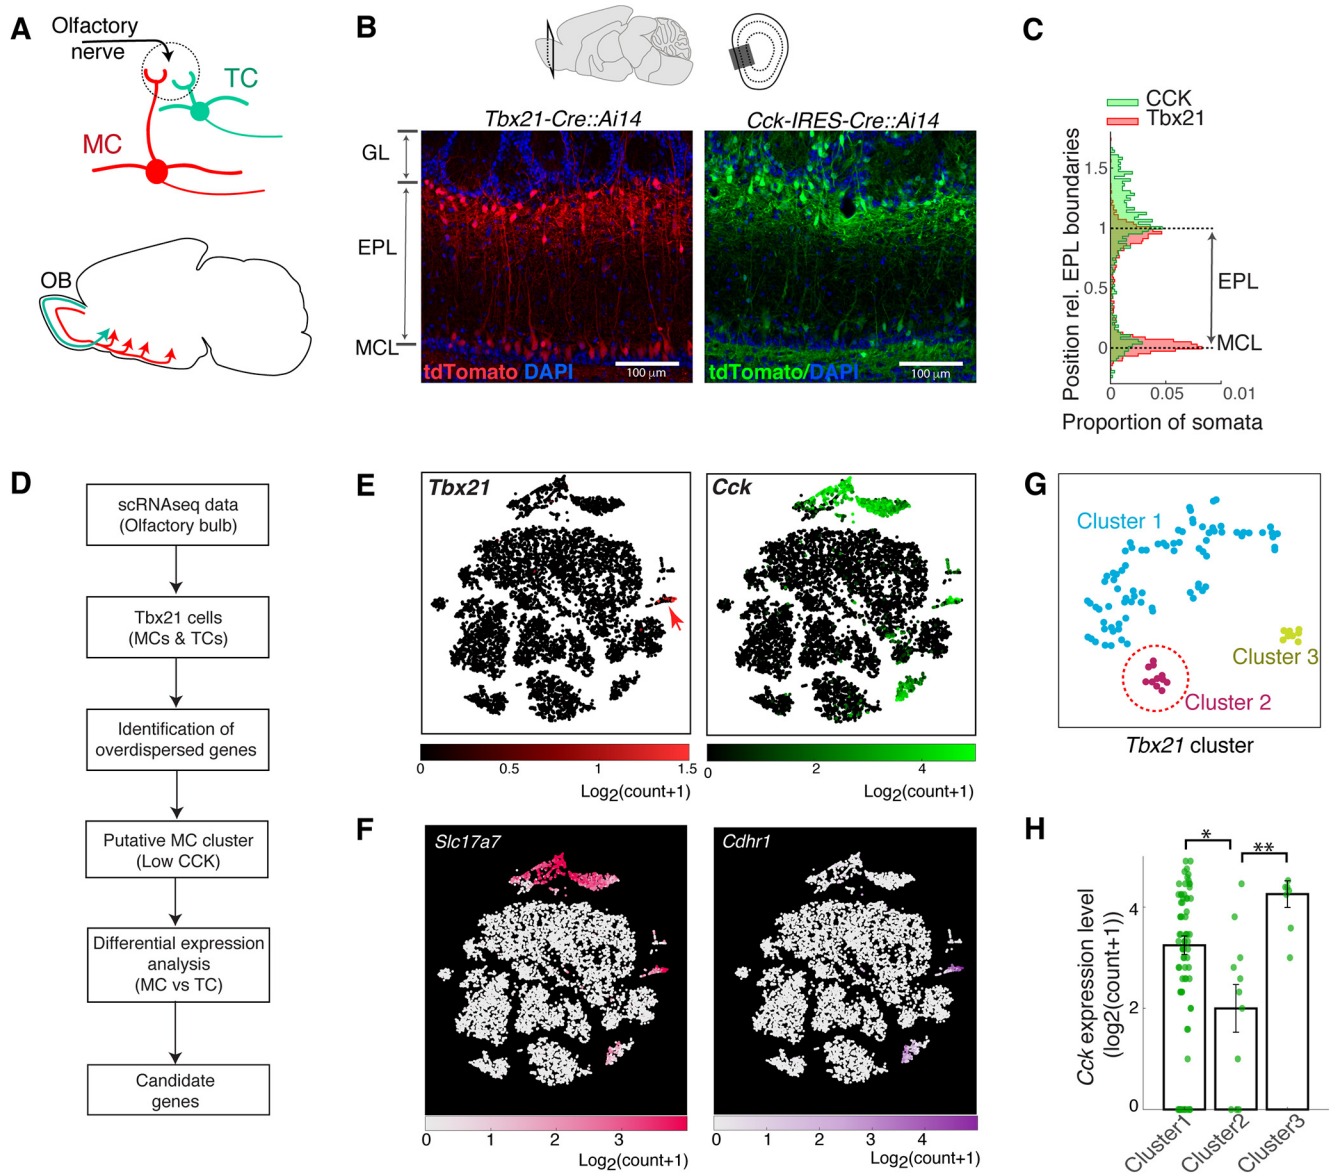 A
Olfactory
nerve
TC
MC
OB
B
Tbx21-Cre::Ai14
Cck-IRES-Cre::Ai14
GL
EPL
MCL
tdTomato DAPI
100 µm
tdTomato/DAPI
100 µm
C
CCK
Tbx21
Position rel. EPL boundaries
1.5
1
0.5
0
EPL
MCL
0
0.05
0.01
Proportion of somata
D
scRNAseq data
(Olfactory bulb)
Tbx21 cells
(MCs & TCs)
Identification of
overdispersed genes
Putative MC cluster
(Low CCK)
Differential expression
analysis
(MC vs TC)
Candidate
genes
E
Tbx21
Cck
0
0.5
1
1.5
Log2(count+1)
0
2
4
Log2(count+1)
F
Slc17a7
Cdhr1
0
1
2
3
Log2(count+1)
0
1
2
3
4
Log2(count+1)
G
Cluster 1
Cluster 3
Cluster 2
Tbx21 cluster
H
*
**
Cck expression level
(log2(count+1))
4
2
0
Cluster1
Cluster2
Cluster3